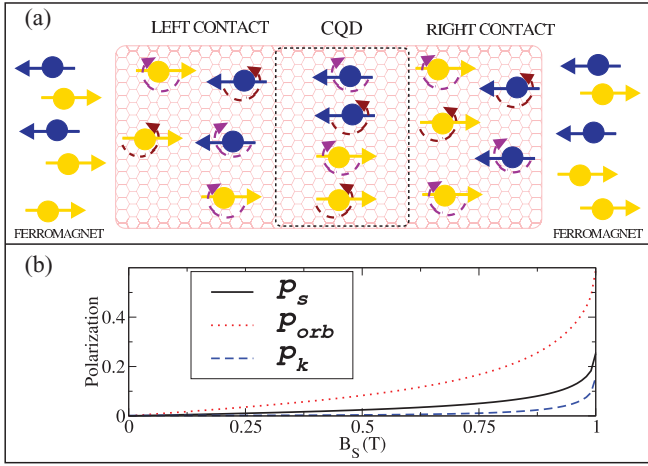 (a)
LEFT CONTACT CQD RIGHT CONTACT
FERROMAGNET FERROMAGNET
(b)
p_s
p_orb
p_k
Polarization
0.4
0.2
0
0 0.25 0.5 0.75 1
B_S(T)